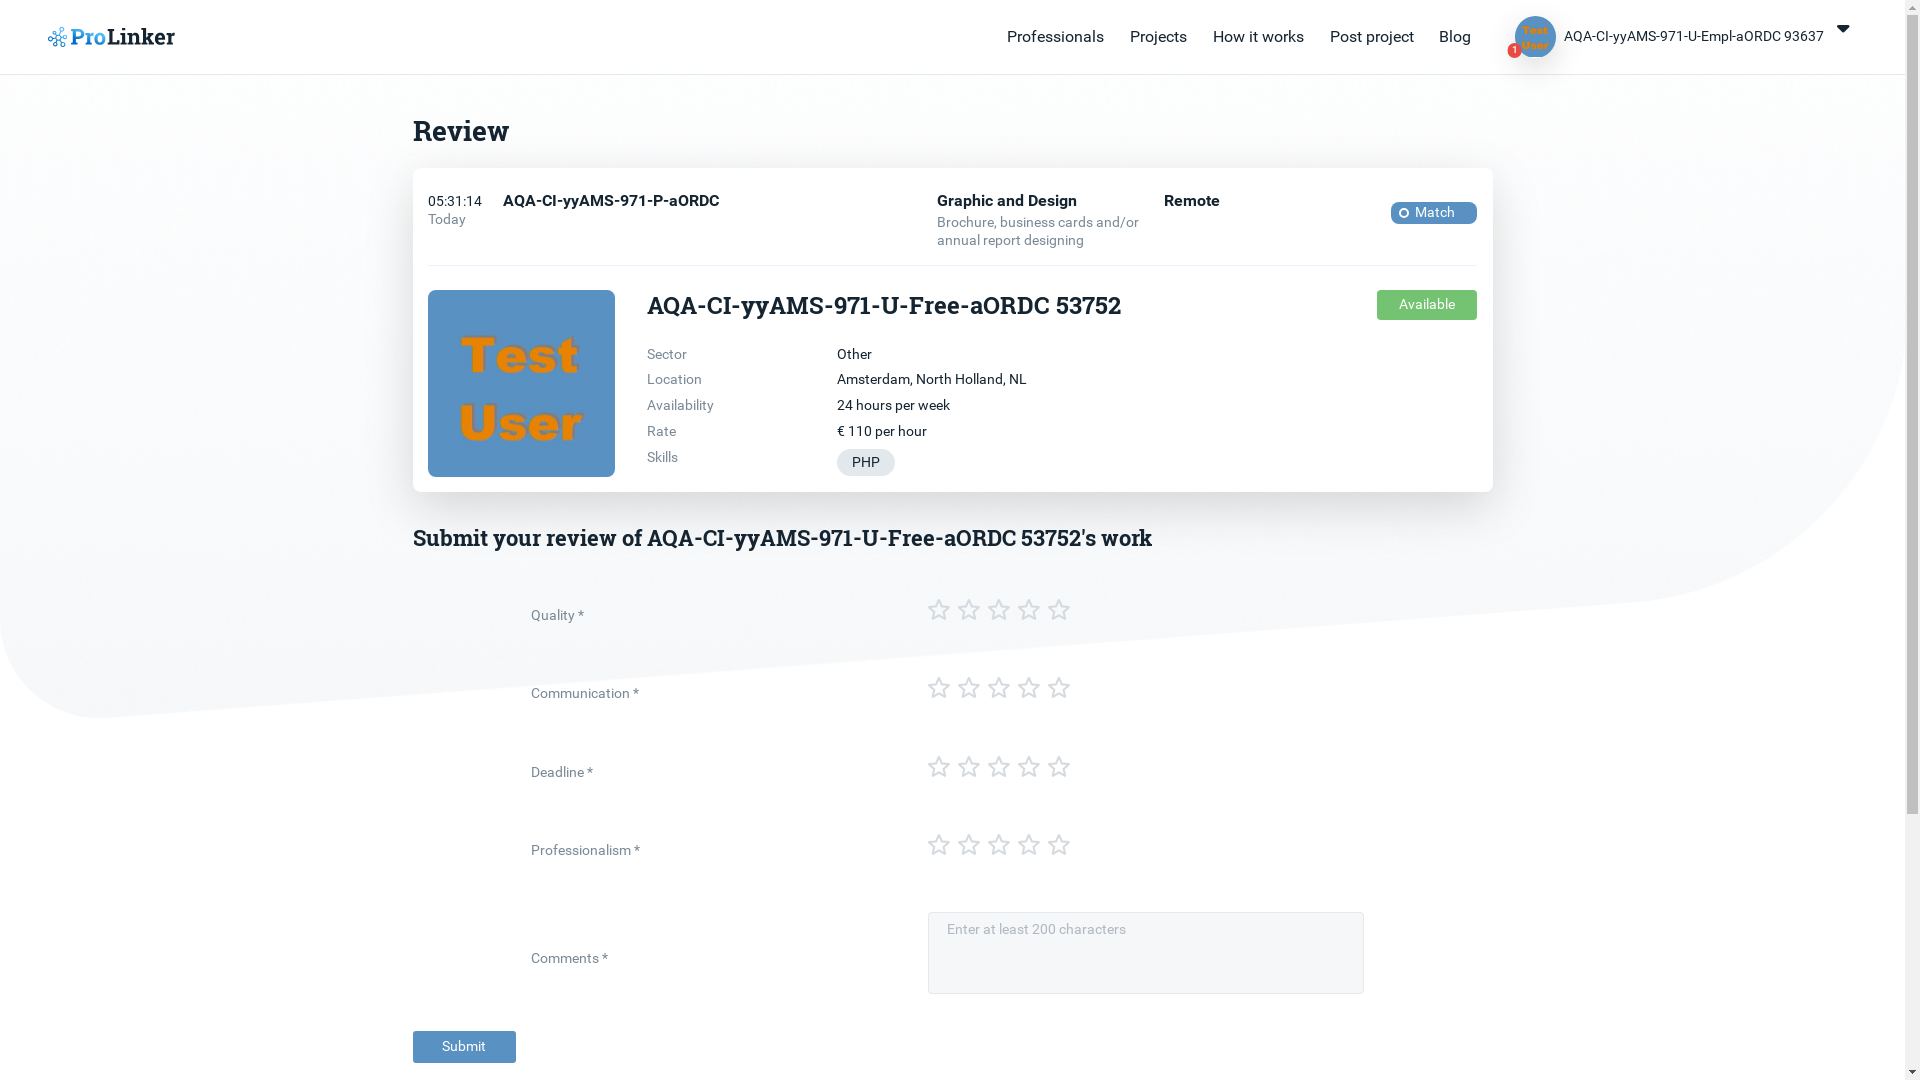 ProLinker
Professionals
Projects
How it works
Post project
Blog
Test
User
1
AQA-CI-yyAMS-971-U-Empl-aORDC 93637
Review
05:31:14
Today
AQA-CI-yyAMS-971-P-aORDC
Graphic and Design
Brochure, business cards and/or
annual report designing
Remote
Match
Test
User
AQA-CI-yyAMS-971-U-Free-aORDC 53752
Available
Sector
Other
Location
Amsterdam, North Holland, NL
Availability
24 hours per week
Rate
€ 110 per hour
Skills
PHP
Submit your review of AQA-CI-yyAMS-971-U-Free-aORDC 53752's work
Quality *
Communication *
Deadline *
Professionalism *
Comments *
Enter at least 200 characters
Submit